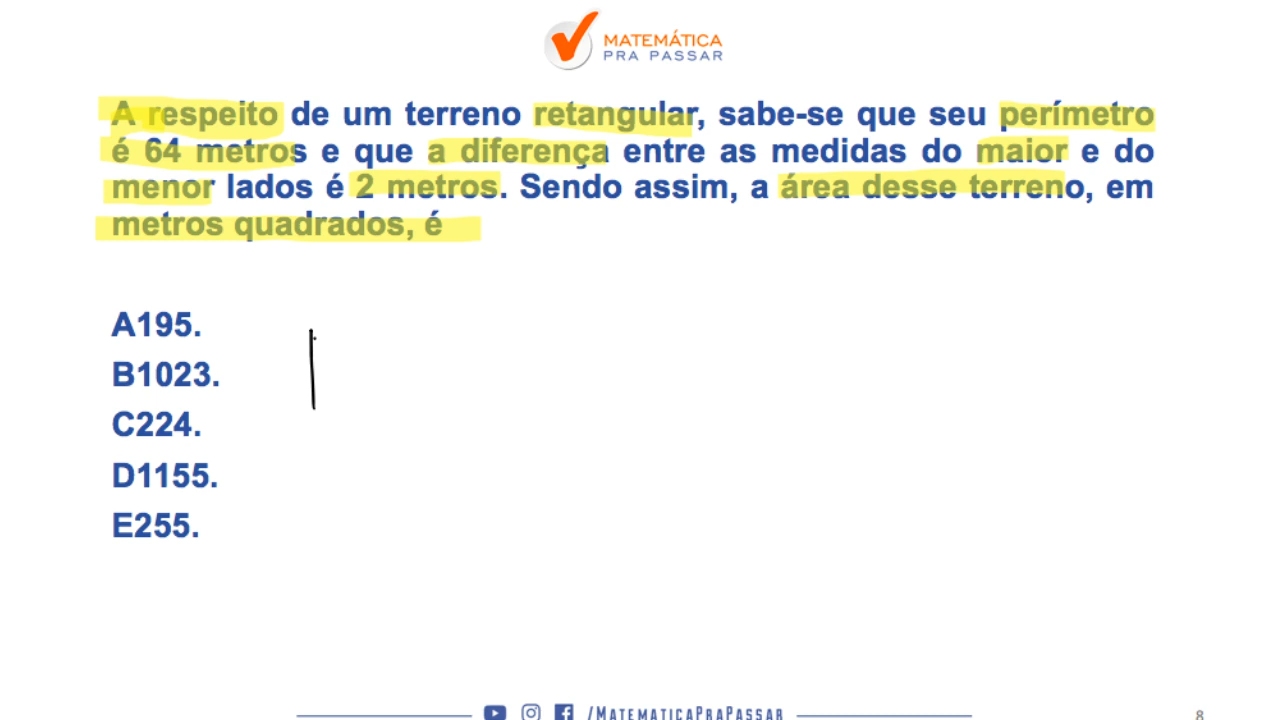 MATEMÁTICA
PRA PASSAR
A respeito de um terreno retangular, sabe-se que seu perímetro
é 64 metros e que a diferença entre as medidas do maior e do
menor lados é 2 metros. Sendo assim, a área desse terreno, em
metros quadrados, é
A195.
B1023.
C224.
D1155.
E255.
/MATEMATICAPRAPASSAR
8